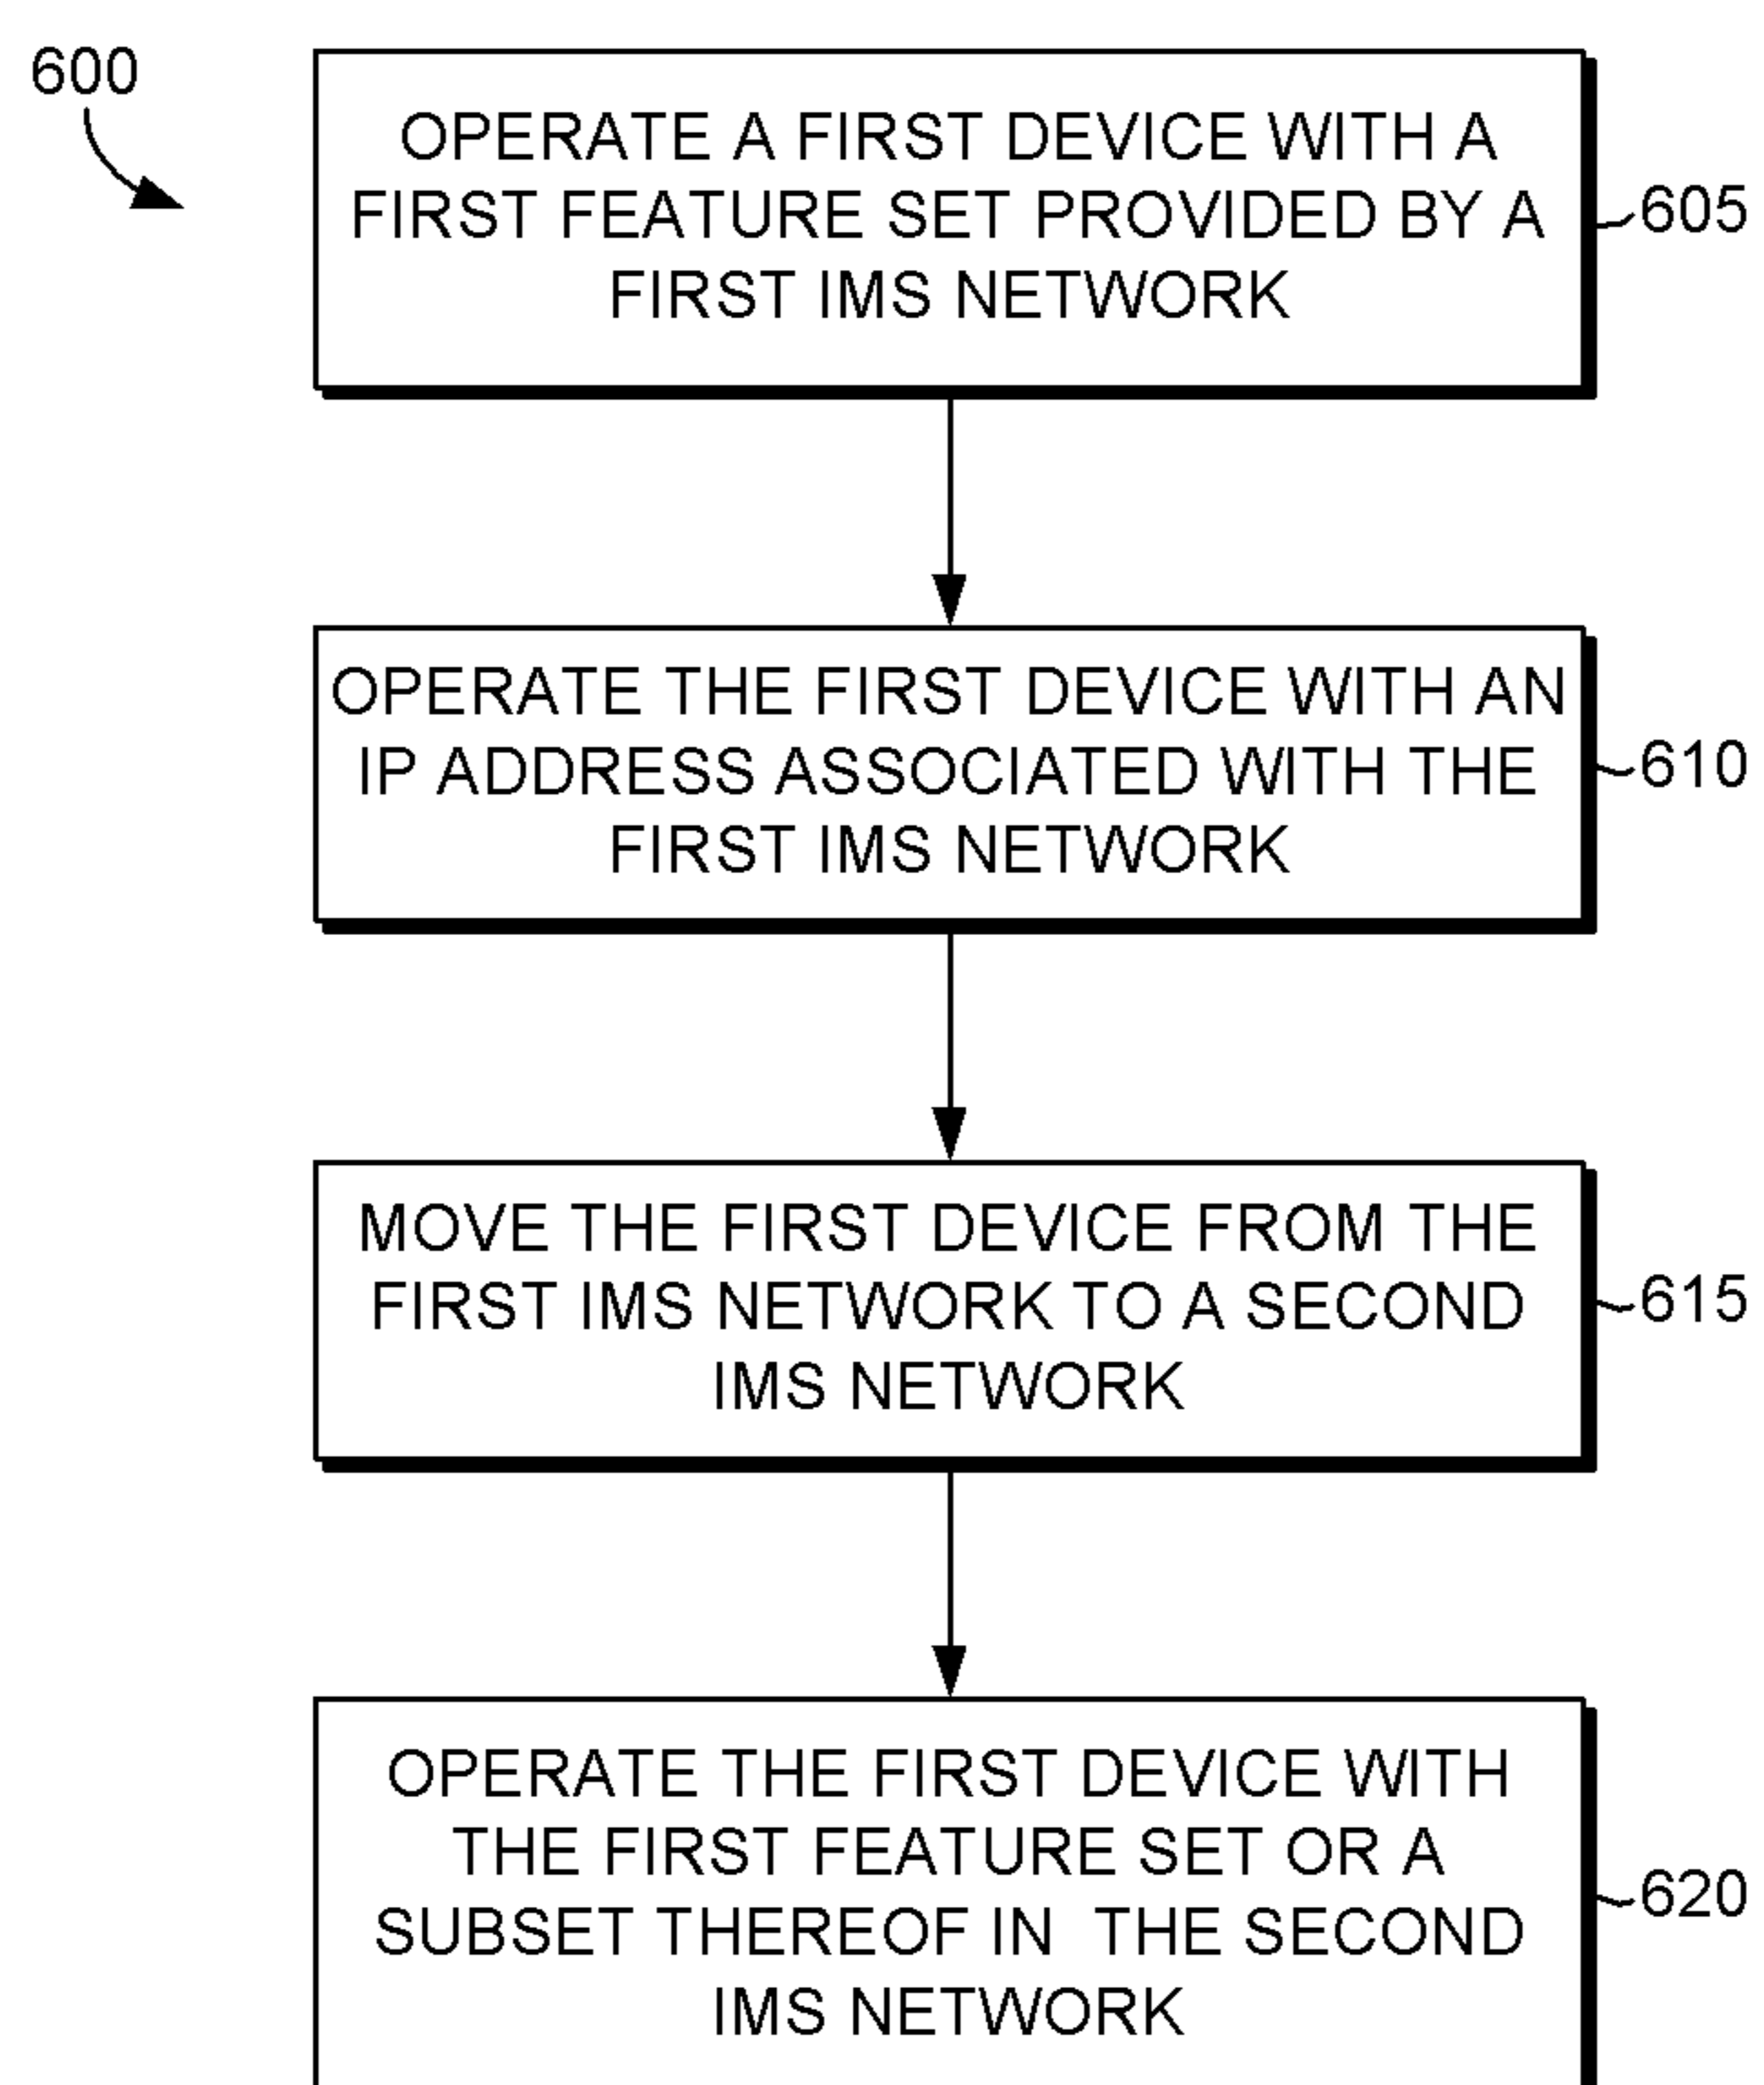 600
OPERATE A FIRST DEVICE WITH A
FIRST FEATURE SET PROVIDED BY A
FIRST IMS NETWORK
605
OPERATE THE FIRST DEVICE WITH AN
IP ADDRESS ASSOCIATED WITH THE
FIRST IMS NETWORK
610
MOVE THE FIRST DEVICE FROM THE
FIRST IMS NETWORK TO A SECOND
IMS NETWORK
615
OPERATE THE FIRST DEVICE WITH
THE FIRST FEATURE SET OR A
SUBSET THEREOF IN THE SECOND
IMS NETWORK
620